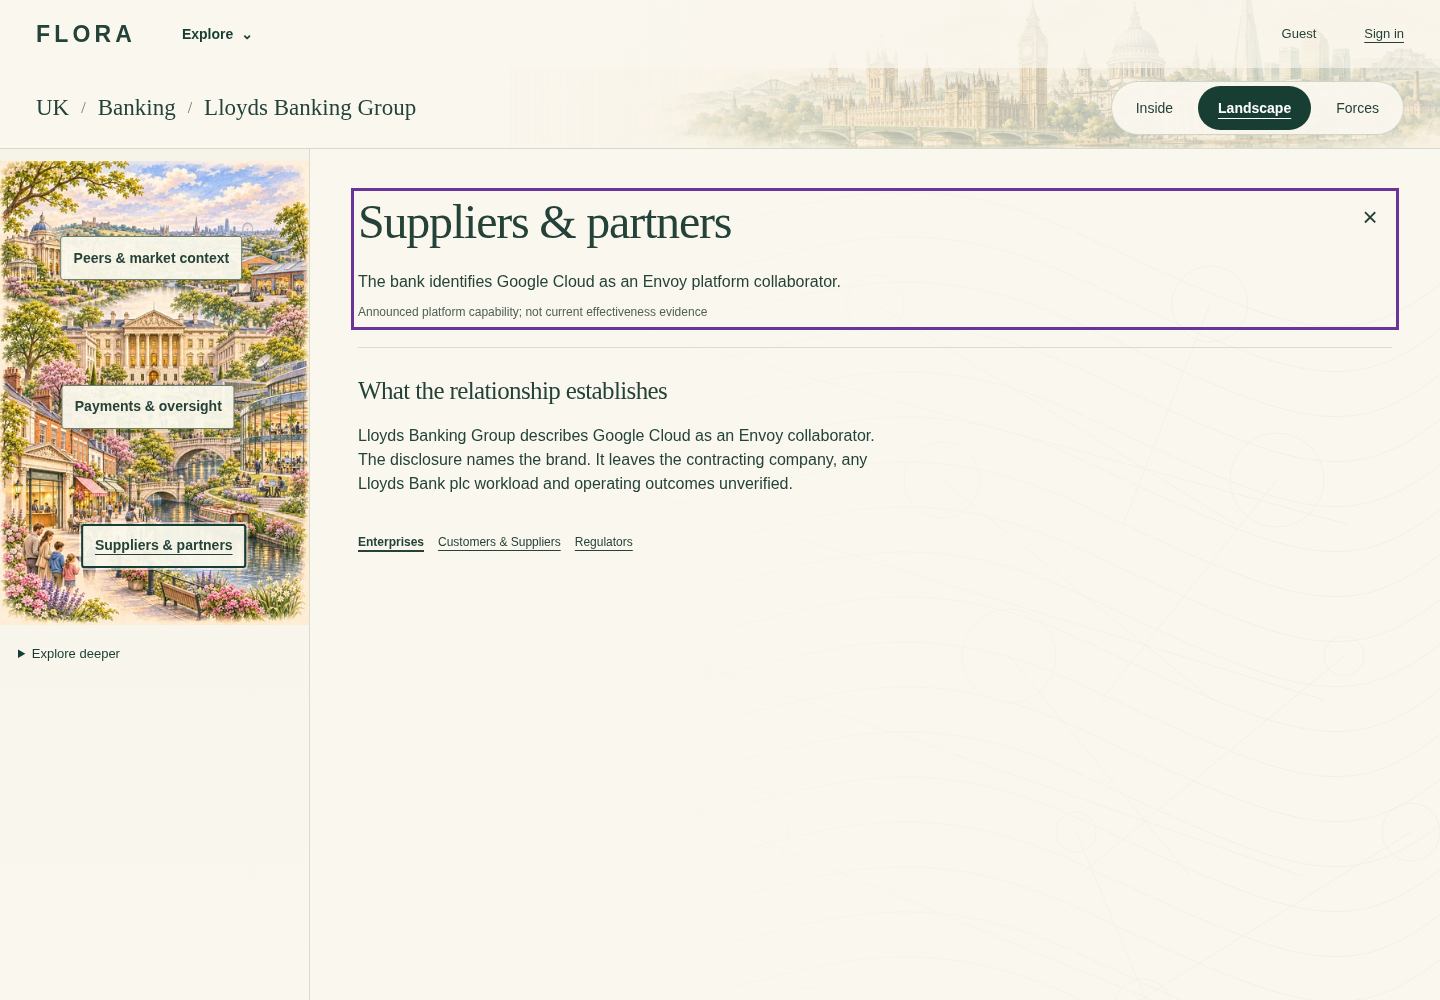 FLORA
Explore
Guest
Sign in
UK / Banking / Lloyds Banking Group
Inside
Landscape
Forces
Peers & market context
Payments & oversight
Suppliers & partners
Explore deeper
Suppliers & partners
The bank identifies Google Cloud as an Envoy platform collaborator.
Announced platform capability; not current effectiveness evidence
What the relationship establishes
Lloyds Banking Group describes Google Cloud as an Envoy collaborator.
The disclosure names the brand. It leaves the contracting company, any
Lloyds Bank plc workload and operating outcomes unverified.
Enterprises
Customers & Suppliers
Regulators